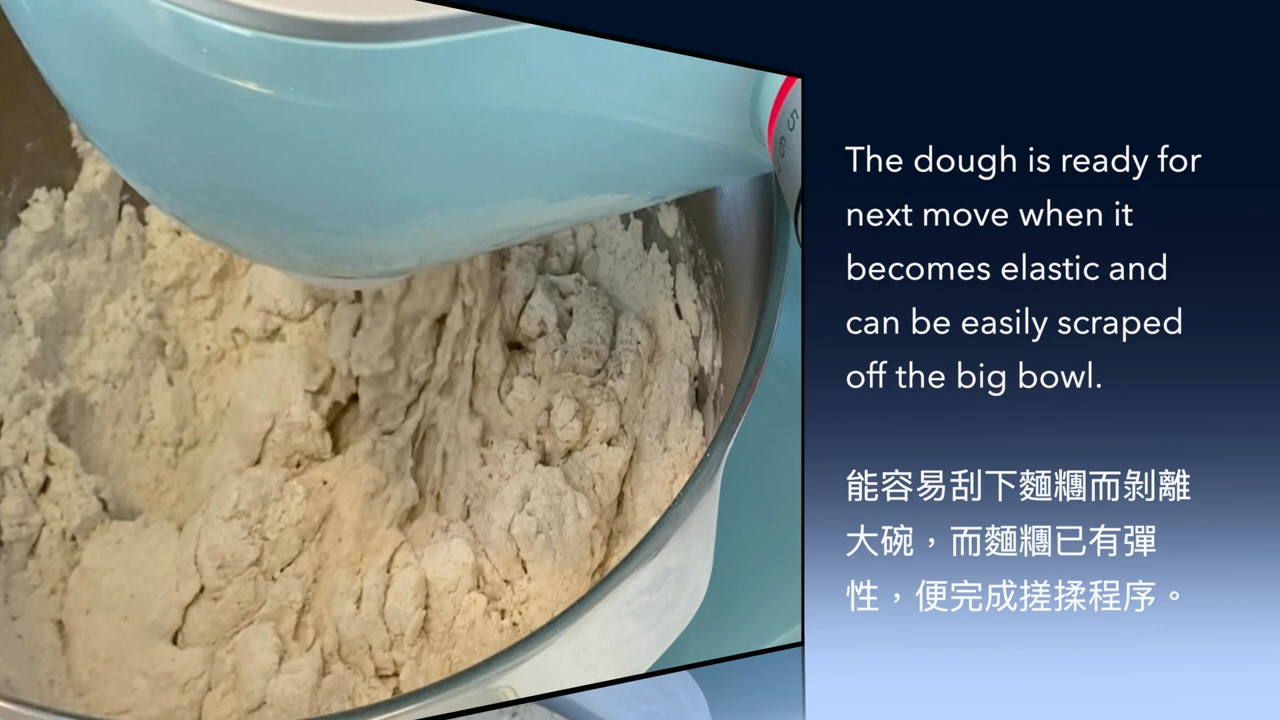 5
6
The dough is ready for
next move when it
becomes elastic and
can be easily scraped
off the big bowl.
能容易刮下麵糰而剝離
大碗，而麵糰已有彈
性，便完成搓揉程序。